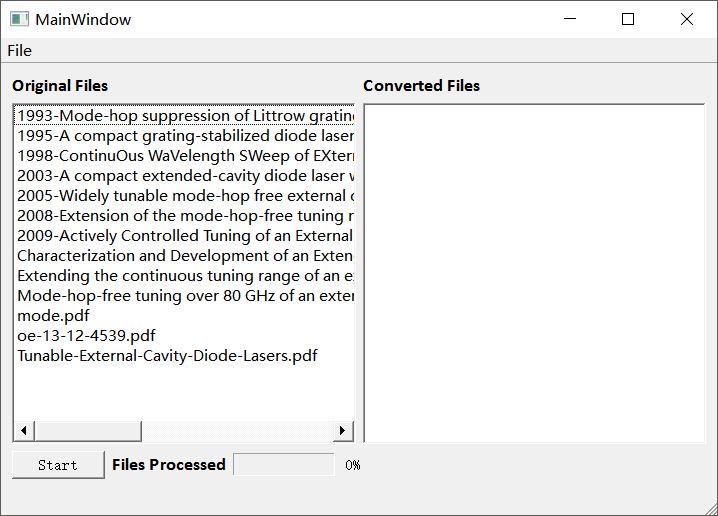 MainWindow
File
Original Files
Converted Files
1993-Mode-hop suppression of Littrow grating
1995-A compact grating-stabilized diode laser
1998-ContinuOus WaVelength SWeep of EXter
2003-A compact extended-cavity diode laser w
2005-Widely tunable mode-hop free external c
2008-Extension of the mode-hop-free tuning r
2009-Actively Controlled Tuning of an External
Characterization and Development of an Exten
Extending the continuous tuning range of an e
Mode-hop-free tuning over 80 GHz of an exter
mode.pdf
oe-13-12-4539.pdf
Tunable-External-Cavity-Diode-Lasers.pdf
Start
Files Processed
0%